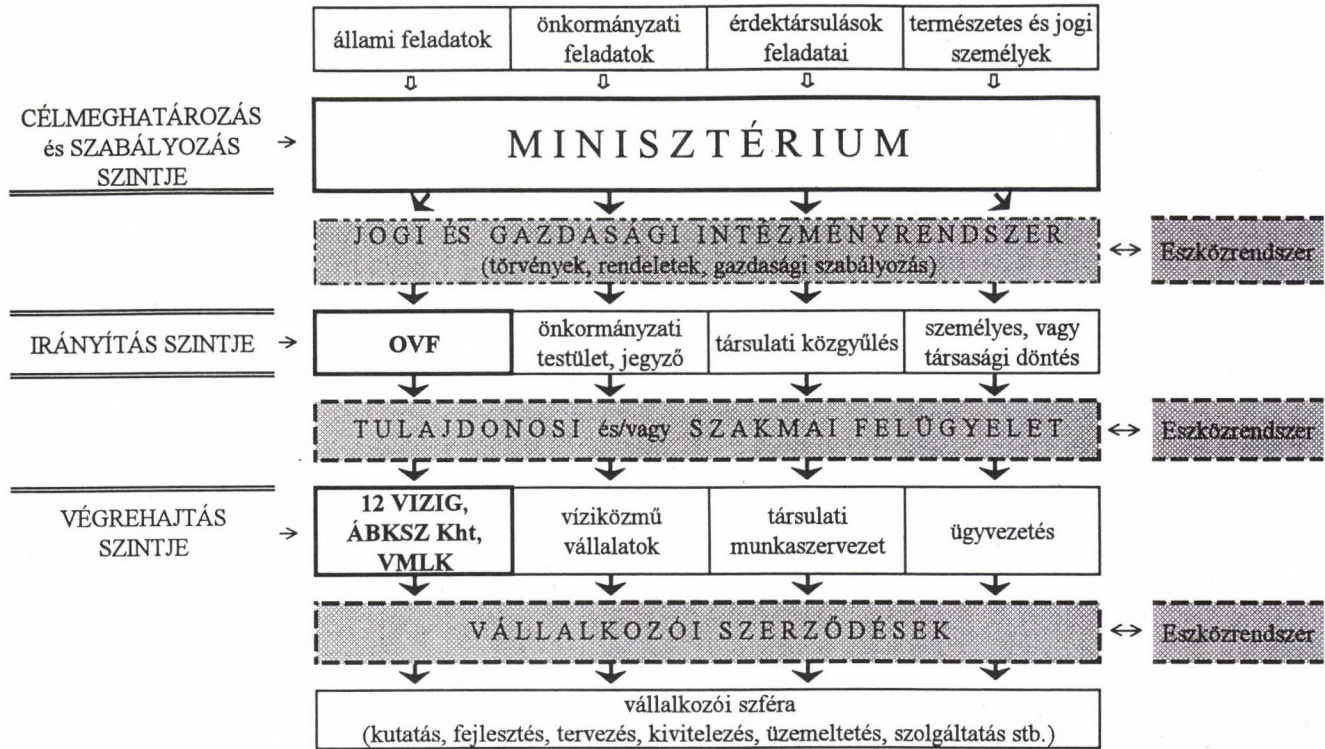 állami feladatok
önkormányzati
feladatok
érdektársulások
feladatai
természetes és jogi
személyek
CÉLMEGHATÁROZÁS
és SZABÁLYOZÁS
SZINTJE
MINISZTÉRIUM
JOGI ÉS GAZDASÁGI INTÉZMÉNYRENDSZER
(törvények, rendeletek, gazdasági szabályozás)
Eszközrendszer
IRÁNYÍTÁS SZINTJE
OVF
önkormányzati
testület, jegyző
társulati közgyűlés
személyes, vagy
társasági döntés
TULAJDONOSI és/vagy SZAKMAI FELÜGYELET
Eszközrendszer
VÉGREHAJTÁS
SZINTJE
12 VIZIG,
ÁBKSZ Kht,
VMLK
víziközmű
vállalatok
társulati
munkaszervezet
ügyvezetés
VÁLLALKOZÓI SZERZŐDÉSEK
Eszközrendszer
vállalkozói szféra
(kutatás, fejlesztés, tervezés, kivitelezés, üzemeltetés, szolgáltatás stb.)